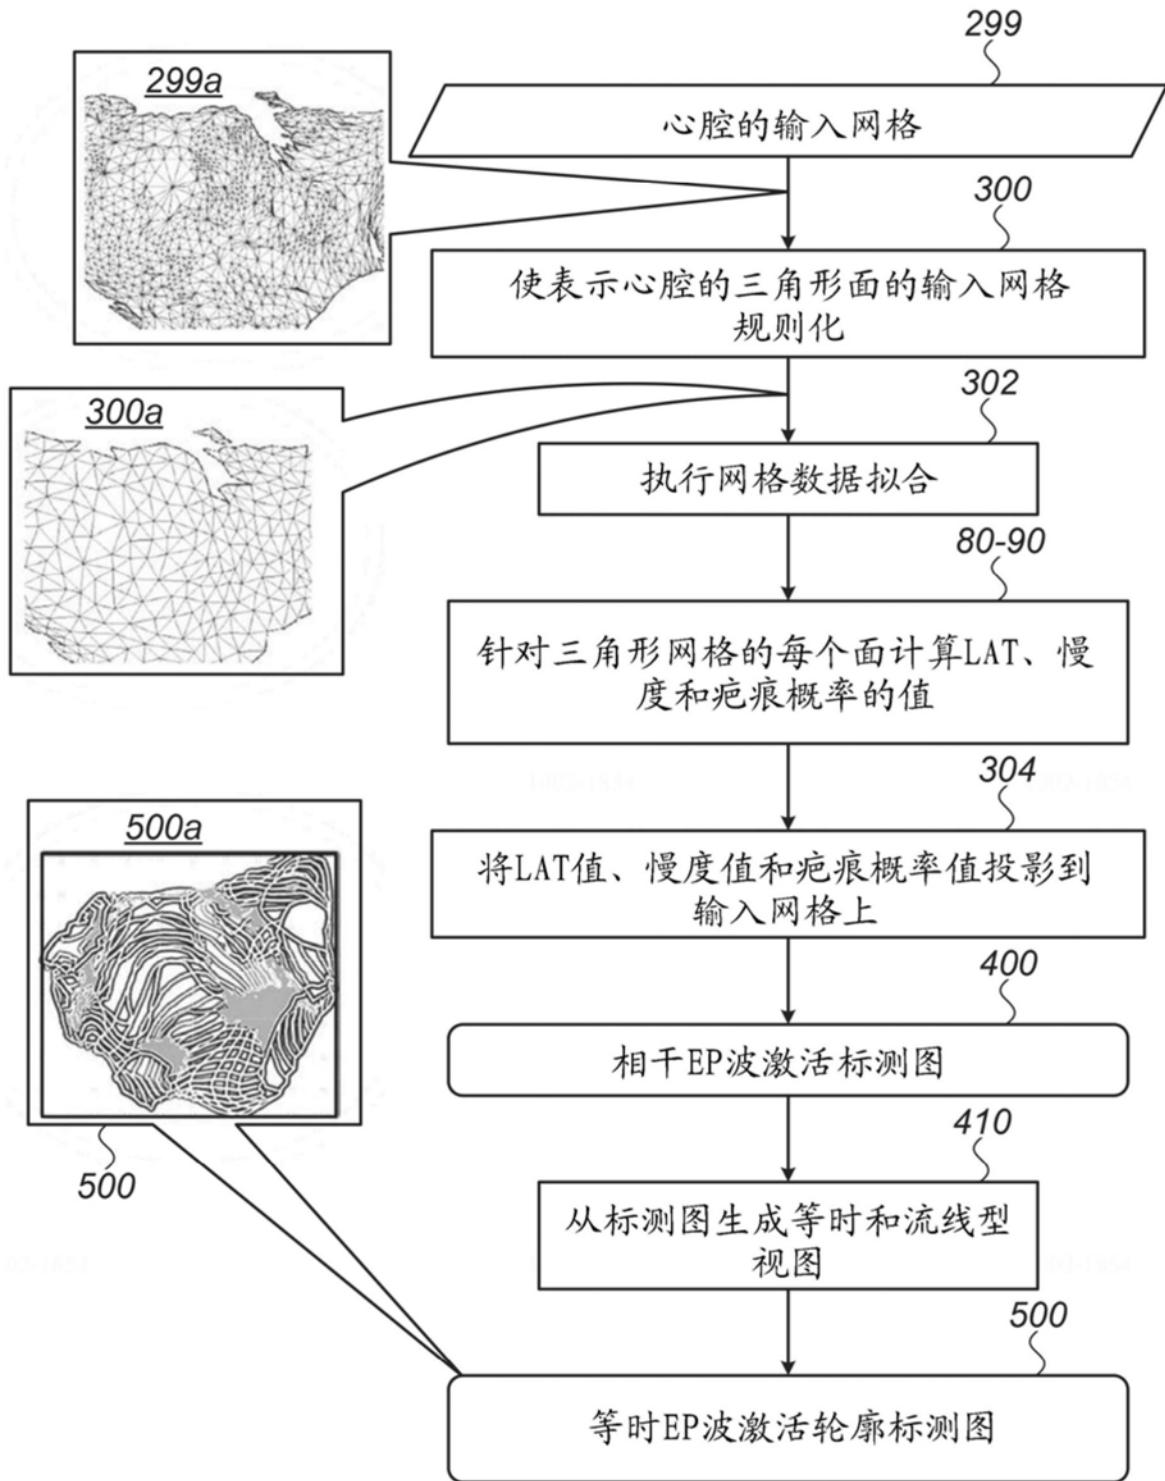 299
299a
心腔的输入网格
300
使表示心腔的三角形面的输入网格
规则化
302
300a
执行网格数据拟合
80-90
针对三角形网格的每个面计算LAT、慢
度和疤痕概率的值
304
500a
将LAT值、慢度值和疤痕概率值投影到
输入网格上
400
相干EP波激活标测图
410
500
从标测图生成等时和流线型
视图
500
等时EP波激活轮廓标测图